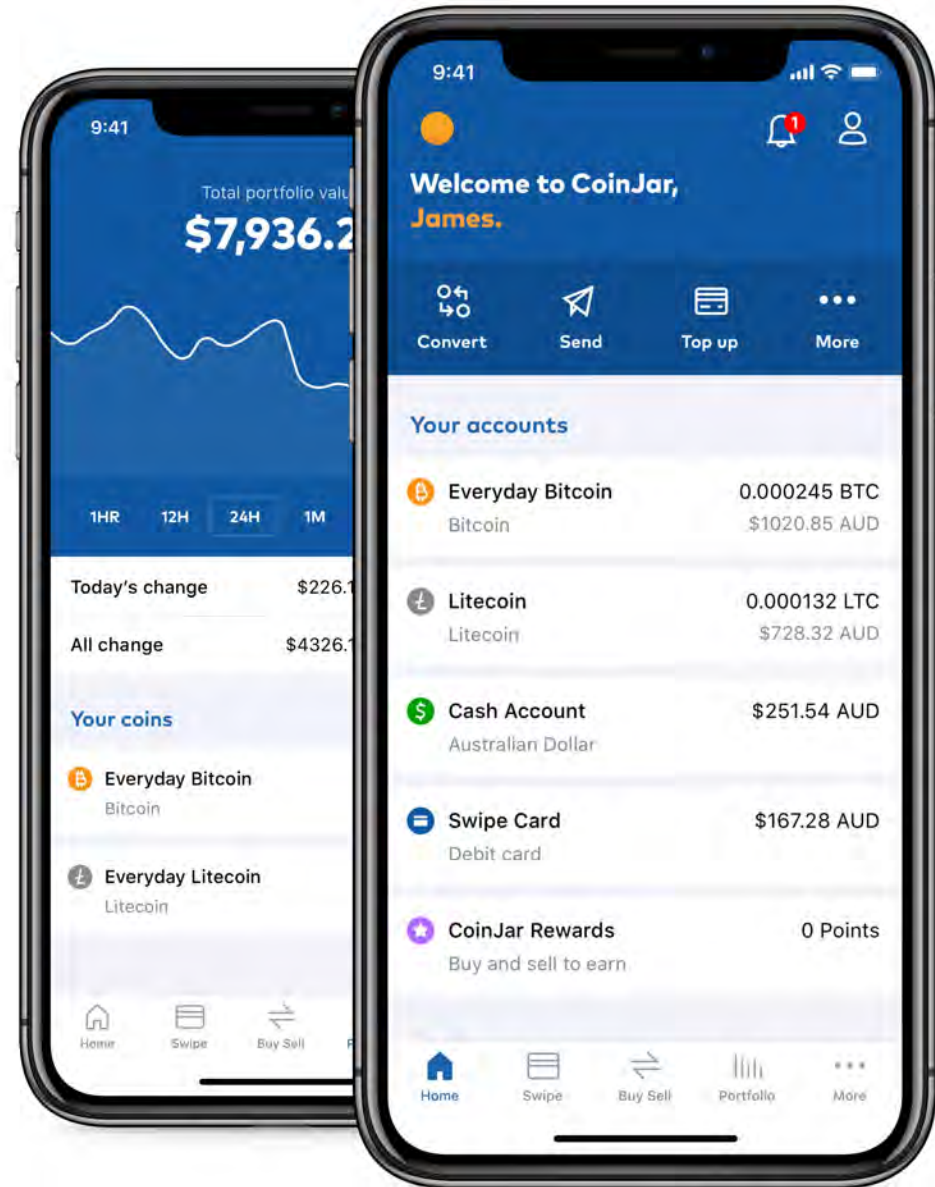 9:41
Total portfolio valu
$7,936.2
1HR 12H 24H 1M
Today's change $226.1
All change $4326.1
Your coins
Everyday Bitcoin
Bitcoin
Everyday Litecoin
Litecoin
Home Swipe Buy Sell
9:41
1
Welcome to CoinJar,
James.
Convert Send Top up More
Your accounts
Everyday Bitcoin 0.000245 BTC
Bitcoin $1020.85 AUD
Litecoin 0.000132 LTC
Litecoin $728.32 AUD
Cash Account $251.54 AUD
Australian Dollar
Swipe Card $167.28 AUD
Debit card
CoinJar Rewards 0 Points
Buy and sell to earn
Home Swipe Buy Sell Portfolio More